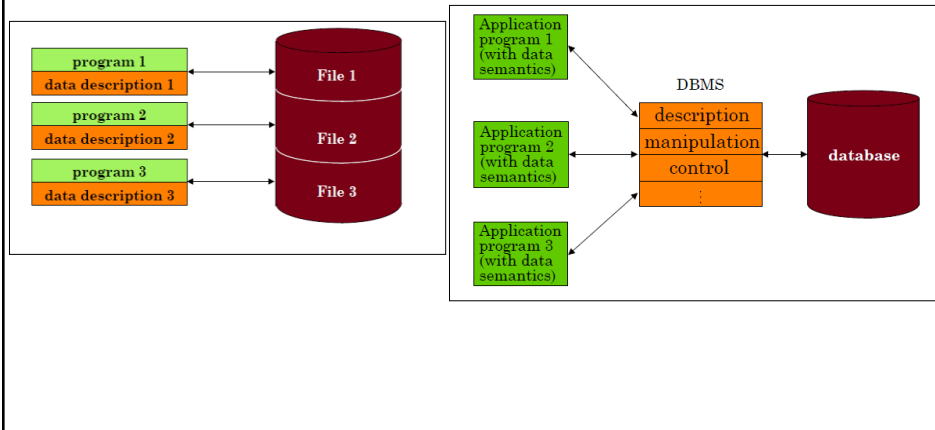 program 1
data description 1
program 2
data description 2
program 3
data description 3
File 1
File 2
File 3
Application
program 1
(with data
semantics)
Application
program 2
(with data
semantics)
Application
program 3
(with data
semantics)
DBMS
description
manipulation
control
⋮
database